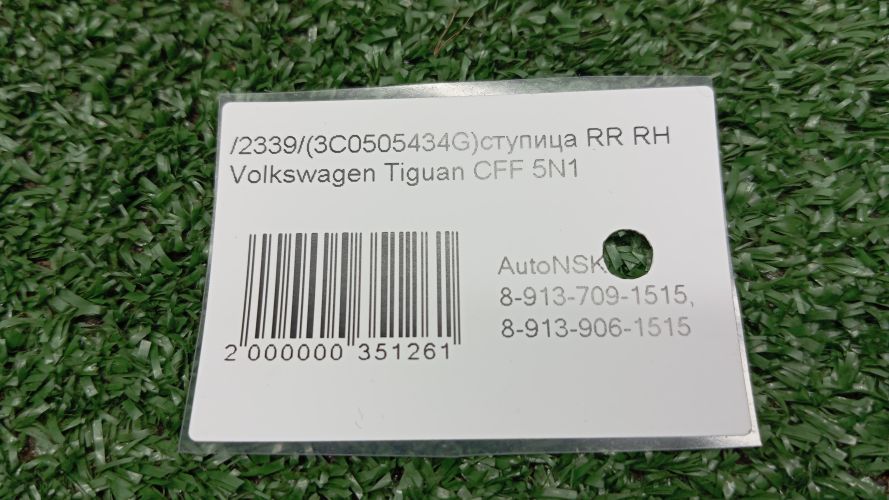 /2339/(3C0505434G)ступица RR RH
Volkswagen Tiguan CFF 5N1
AutoNSK
8-913-709-1515,
8-913-906-1515
2 000000 351261